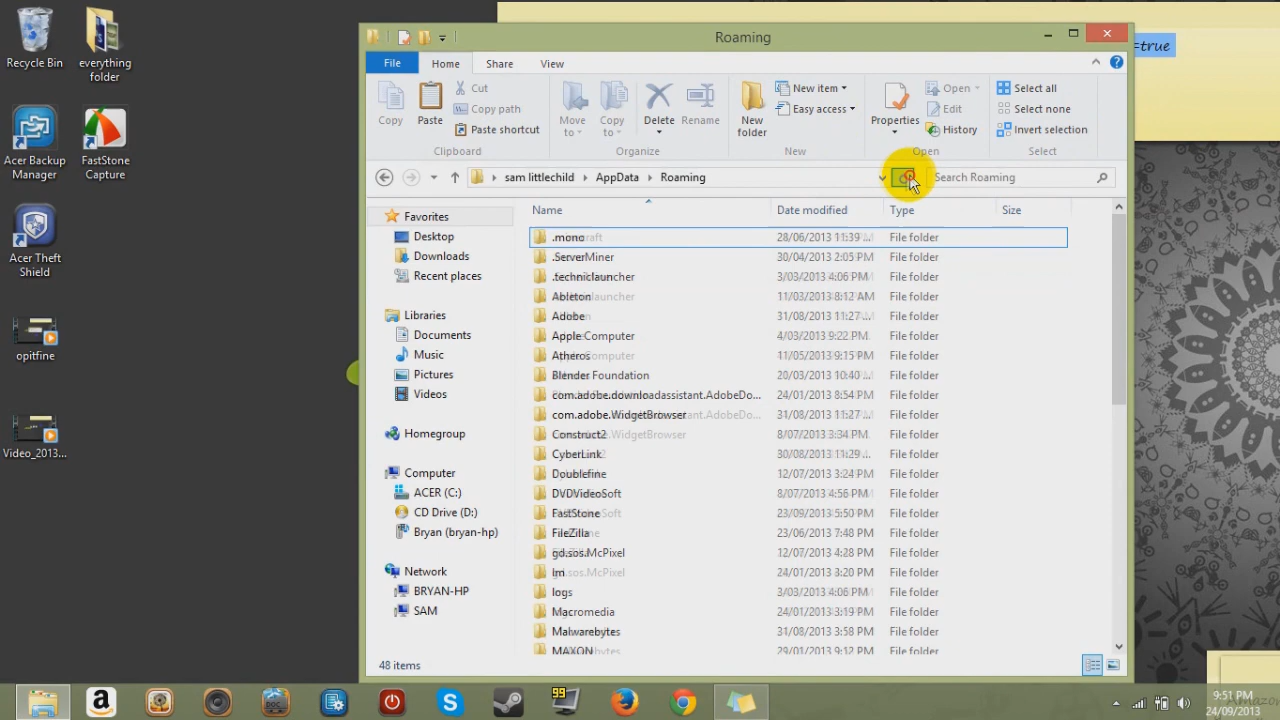 Recycle Bin
everything
folder
Acer Backup
Manager
FastStone
Capture
Acer Theft
Shield
opitfine
Video_2013...
Roaming
=true
File
Home
Share
View
Copy
Paste
Cut
Copy path
Paste shortcut
Clipboard
Move
to
Copy
to
Delete
Rename
Organize
New
folder
New item
Easy access
New
Properties
Open
Edit
History
Open
Select all
Select none
Invert selection
Select
sam littlechild
AppData
Roaming
Search Roaming
Name
Date modified
Type
Size
28/06/2013 File folder
.ServerMiner 30/04/2013 2:05 PM File folder
.techniclauncher 3/03/2013 4:06 PM File folder
Ableton 11/03/2013 8:12 AM File folder
Adobe 31/08/2013 11:27 ... File folder
Apple Computer 4/03/2013 9:22 PM File folder
Atheros 11/05/2013 9:15 PM File folder
Blender Foundation 20/03/2013 10:40 ... File folder
com.adobe.downloadassistant.AdobeDo... 24/01/2013 8:54 PM File folder
com.adobe.WidgetBrowser 31/08/2013 11:27 ... File folder
Construct2 8/07/2013 3:34 PM File folder
CyberLink 30/08/2013 11:29 ... File folder
Doublefine 12/07/2013 3:24 PM File folder
DVDVideoSoft 8/07/2013 4:56 PM File folder
FastStone 23/09/2013 5:50 PM File folder
FileZilla 23/06/2013 7:48 PM File folder
gd.sos.McPixel 12/07/2013 4:28 PM File folder
24/01/2013 3:20 PM File folder
logs 3/03/2013 4:06 PM File folder
Macromedia 24/01/2013 3:19 PM File folder
Malwarebytes 31/08/2013 3:58 PM File folder
MAXON 29/01/2013 9:12 PM File folder
Favorites
Desktop
Downloads
Recent places
Libraries
Documents
Music
Pictures
Videos
Homegroup
Computer
ACER (C:)
CD Drive (D:)
Bryan (bryan-hp)
Network
BRYAN-HP
SAM
48 items
99
DOC
9:51 PM
24/09/2013